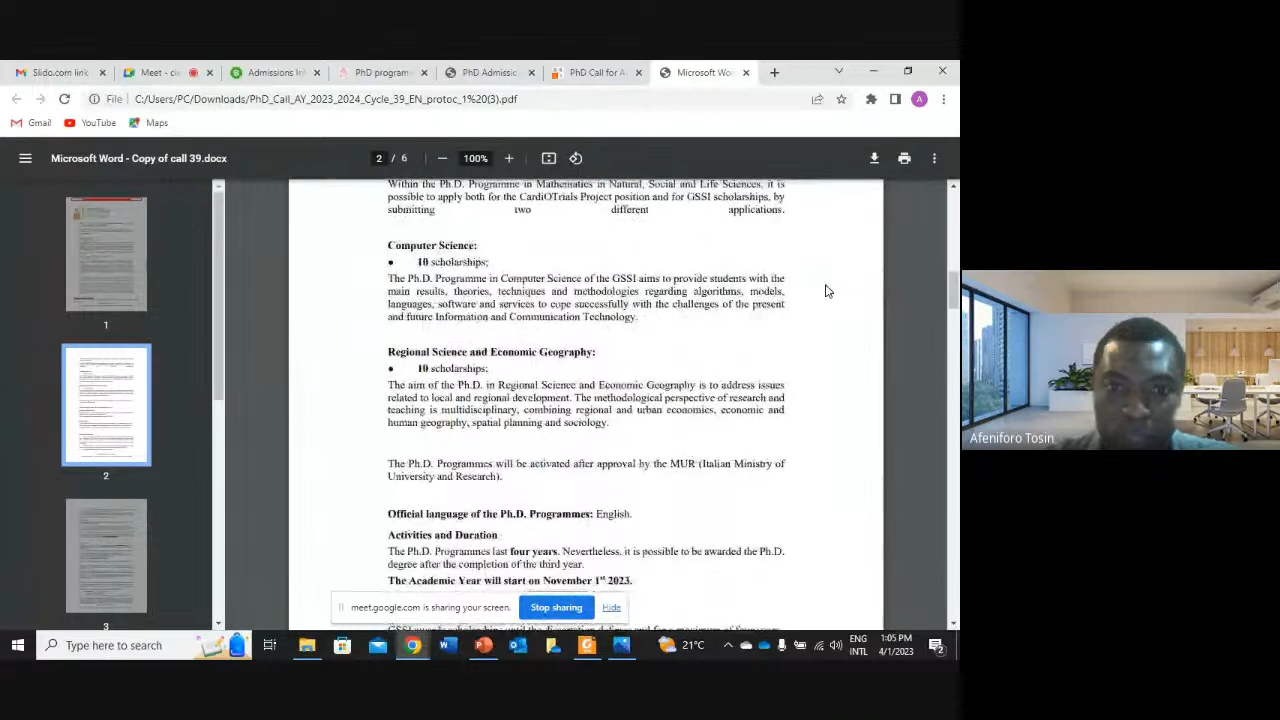 Slido.com link
Meet - cix
Admissions In
PhD program
PhD Admissic
PhD Call for A
Microsoft Wo
File
C:/Users/PC/Downloads/PhD_Call_AY_2023_2024_Cycle_39_EN_protoc_1%20(3).pdf
A
Gmail
YouTube
Maps
Microsoft Word - Copy of call 39.docx
2 / 6
100%
Within the Ph.D. Programme in Mathematics in Natural, Social and Life Sciences, it is
possible to apply both for the CardiOTrials Project position and for GSSI scholarships, by
submitting two different applications.
Computer Science:
• 10 scholarships;
The Ph.D. Programme in Computer Science of the GSSI aims to provide students with the
main results, theories, techniques and methodologies regarding algorithms, models,
languages, software and services to cope successfully with the challenges of the present
and future Information and Communication Technology.
Regional Science and Economic Geography:
• 10 scholarships;
The aim of the Ph.D. in Regional Science and Economic Geography is to address issues
related to local and regional development. The methodological perspective of research and
teaching is multidisciplinary, combining regional and urban economics, economic and
human geography, spatial planning and sociology.
The Ph.D. Programmes will be activated after approval by the MUR (Italian Ministry of
University and Research).
Official language of the Ph.D. Programmes: English.
Activities and Duration
The Ph.D. Programmes last four years. Nevertheless, it is possible to be awarded the Ph.D.
degree after the completion of the third year.
The Academic Year will start on November 1st 2023.
1
2
3
meet.google.com is sharing your screen.
Stop sharing
Hide
Afeniforo Tosin
Type here to search
21°C
ENG
INTL
1:05 PM
4/1/2023
2